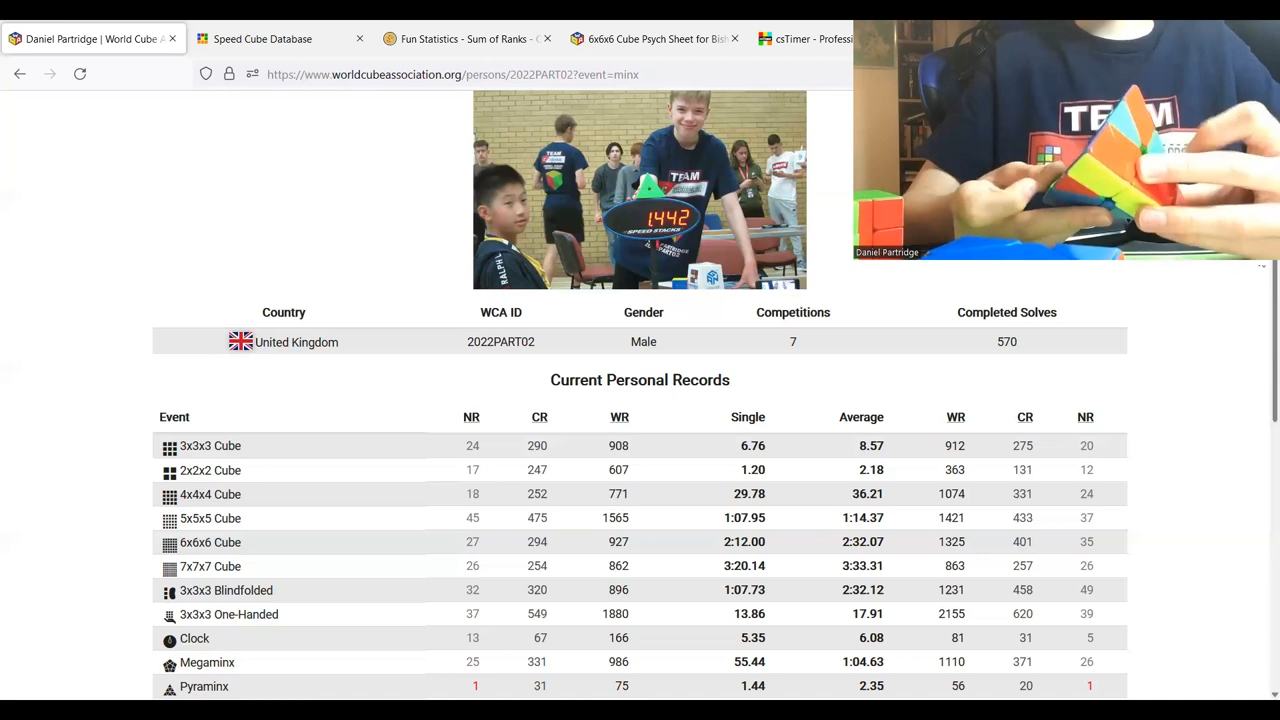 Daniel Partridge | World Cube A
Speed Cube Database
Fun Statistics - Sum of Ranks - C
6x6x6 Cube Psych Sheet for Bish
csTimer - Professi
https://www.worldcubeassociation.org/persons/2022PART02?event=minx
TEAM
Daniel Partridge
TEAM
TEAM
1.442
SPEED STACKS
PARTRIDGE
PART02
RALPH
Country WCA ID Gender Competitions Completed Solves
United Kingdom 2022PART02 Male 7 570
Current Personal Records
Event NR CR WR Single Average WR CR NR
3x3x3 Cube 24 290 908 6.76 8.57 912 275 20
2x2x2 Cube 17 247 607 1.20 2.18 363 131 12
4x4x4 Cube 18 252 771 29.78 36.21 1074 331 24
5x5x5 Cube 45 475 1565 1:07.95 1:14.37 1421 433 37
6x6x6 Cube 27 294 927 2:12.00 2:32.07 1325 401 35
7x7x7 Cube 26 254 862 3:20.14 3:33.31 863 257 26
3x3x3 Blindfolded 32 320 896 1:07.73 2:32.12 1231 458 49
3x3x3 One-Handed 37 549 1880 13.86 17.91 2155 620 39
Clock 13 67 166 5.35 6.08 81 31 5
Megaminx 25 331 986 55.44 1:04.63 1110 371 26
Pyraminx 1 31 75 1.44 2.35 56 20 1